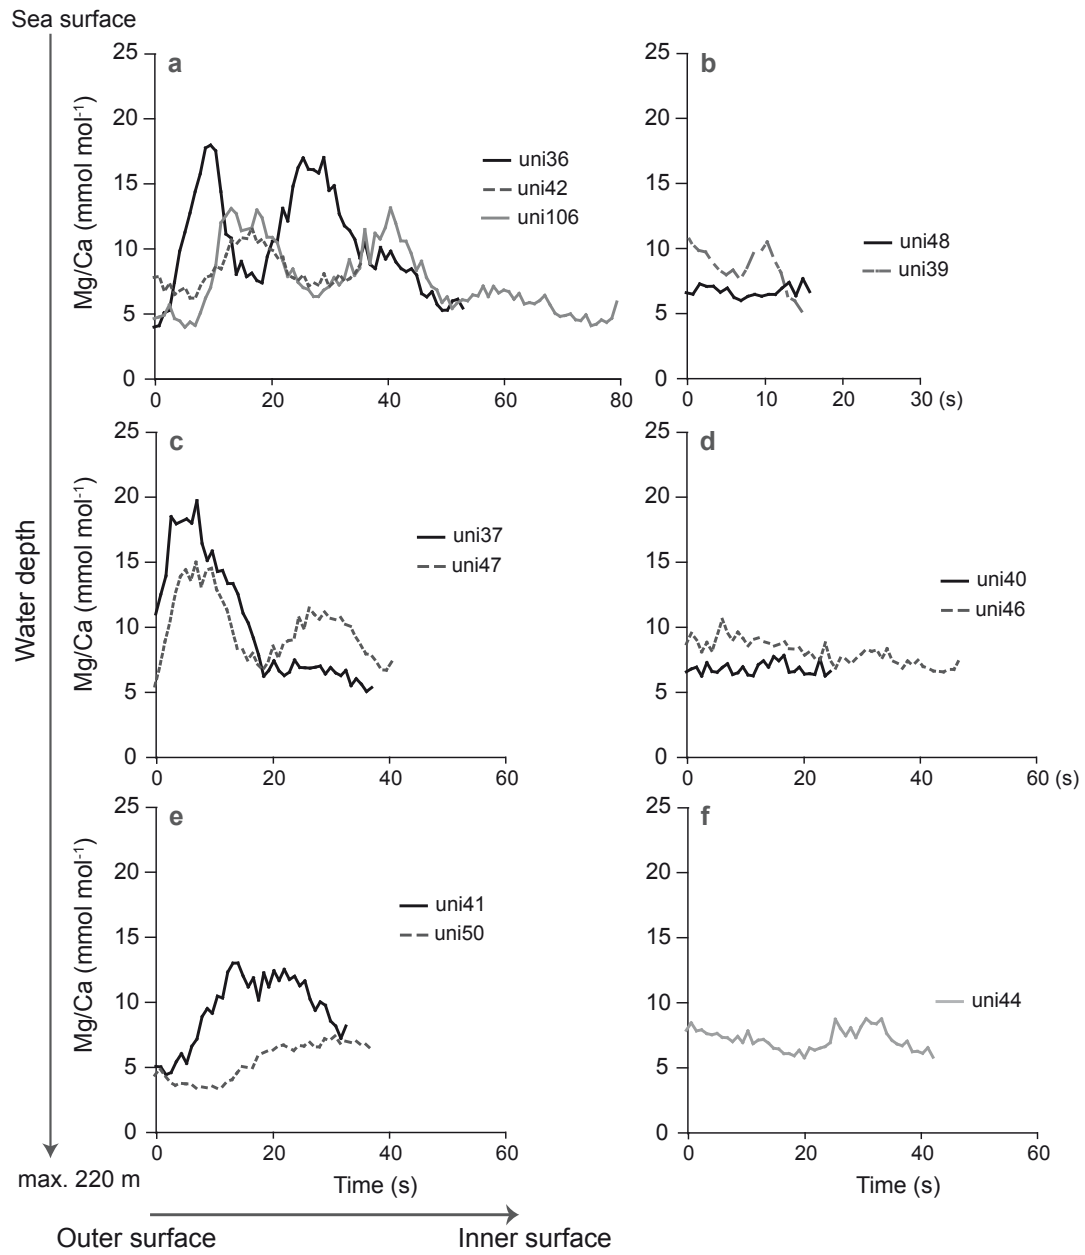 Sea surface
a
25
20
15
10
5
0
Mg/Ca (mmol mol-1)
uni36
uni42
uni106
0 20 40 60 80
b
25
20
15
10
5
0
uni48
uni39
0 10 20 30 (s)
c
25
20
15
10
5
0
Mg/Ca (mmol mol-1)
uni37
uni47
0 20 40 60
d
25
20
15
10
5
0
uni40
uni46
0 20 40 60 (s)
Water depth
e
25
20
15
10
5
0
Mg/Ca (mmol mol-1)
uni41
uni50
0 20 40 60
Time (s)
f
25
20
15
10
5
0
uni44
0 20 40 60
Time (s)
max. 220 m
Outer surface
Inner surface